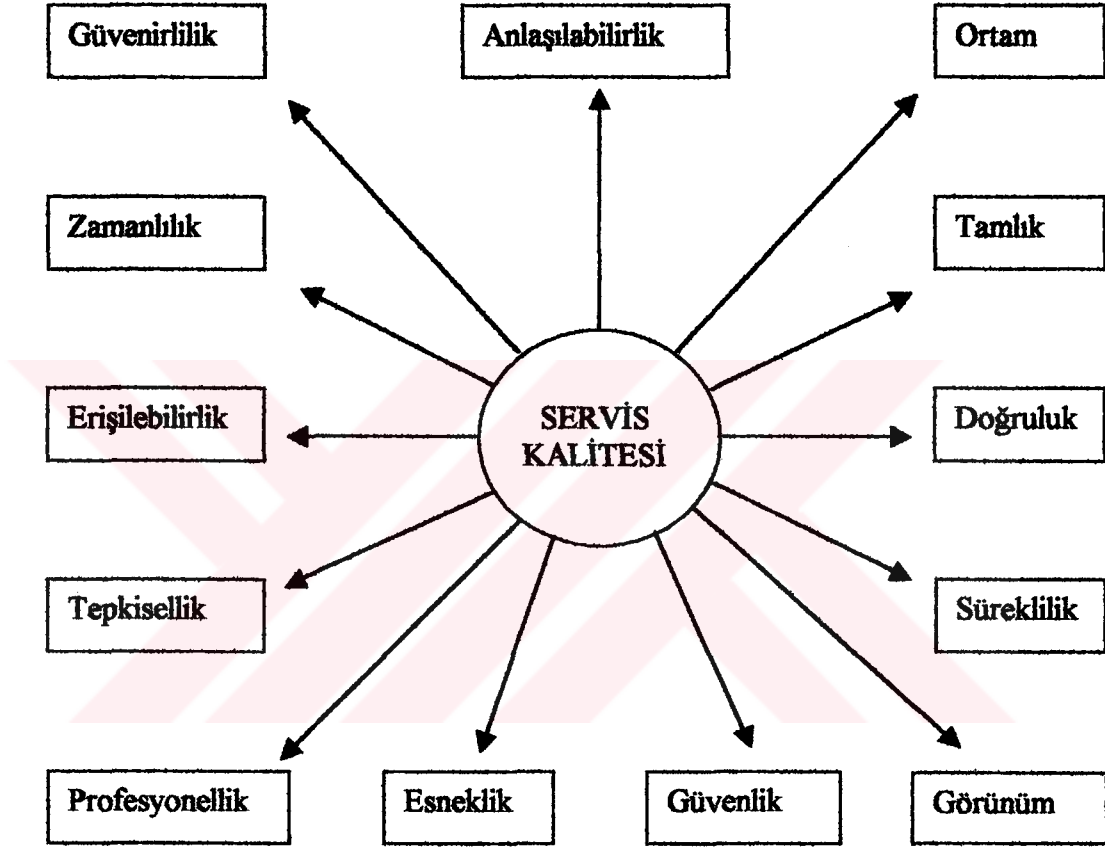 Güvenirlilik
Anlaşılabilirlik
Ortam
Zamanlılık
Tamlık
Erişilebilirlik
SERVİS
KALİTESİ
Doğruluk
Tepkisellik
Süreklilik
Profesyonellik
Esneklik
Güvenlik
Görünüm